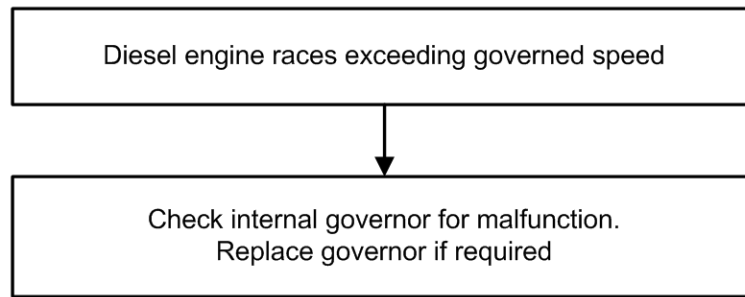 Diesel engine races exceeding governed speed
Check internal governor for malfunction.
Replace governor if required